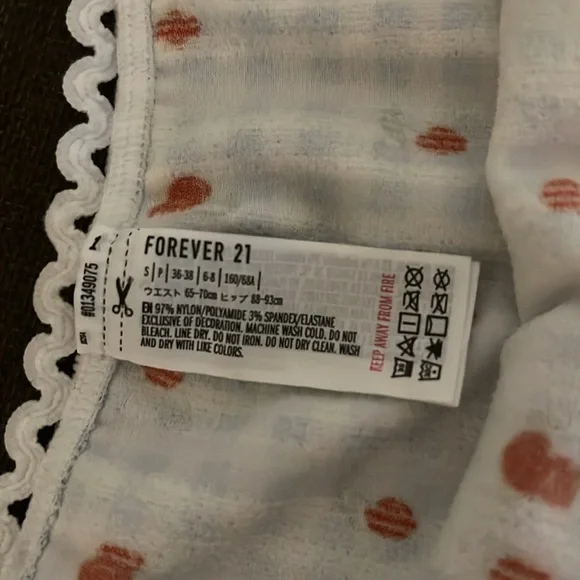 FOREVER 21
S | P | 36-38 | 6-8 | 160/68A |
ウエスト 65-70cm ヒップ 88-93cm
EN 97% NYLON/POLYAMIDE 3% SPANDEX/ELASTANE
EXCLUSIVE OF DECORATION. MACHINE WASH COLD. DO NOT
BLEACH. LINE DRY. DO NOT IRON. DO NOT DRY CLEAN. WASH
AND DRY WITH LIKE COLORS.
KEEP AWAY FROM FIRE
#01349075